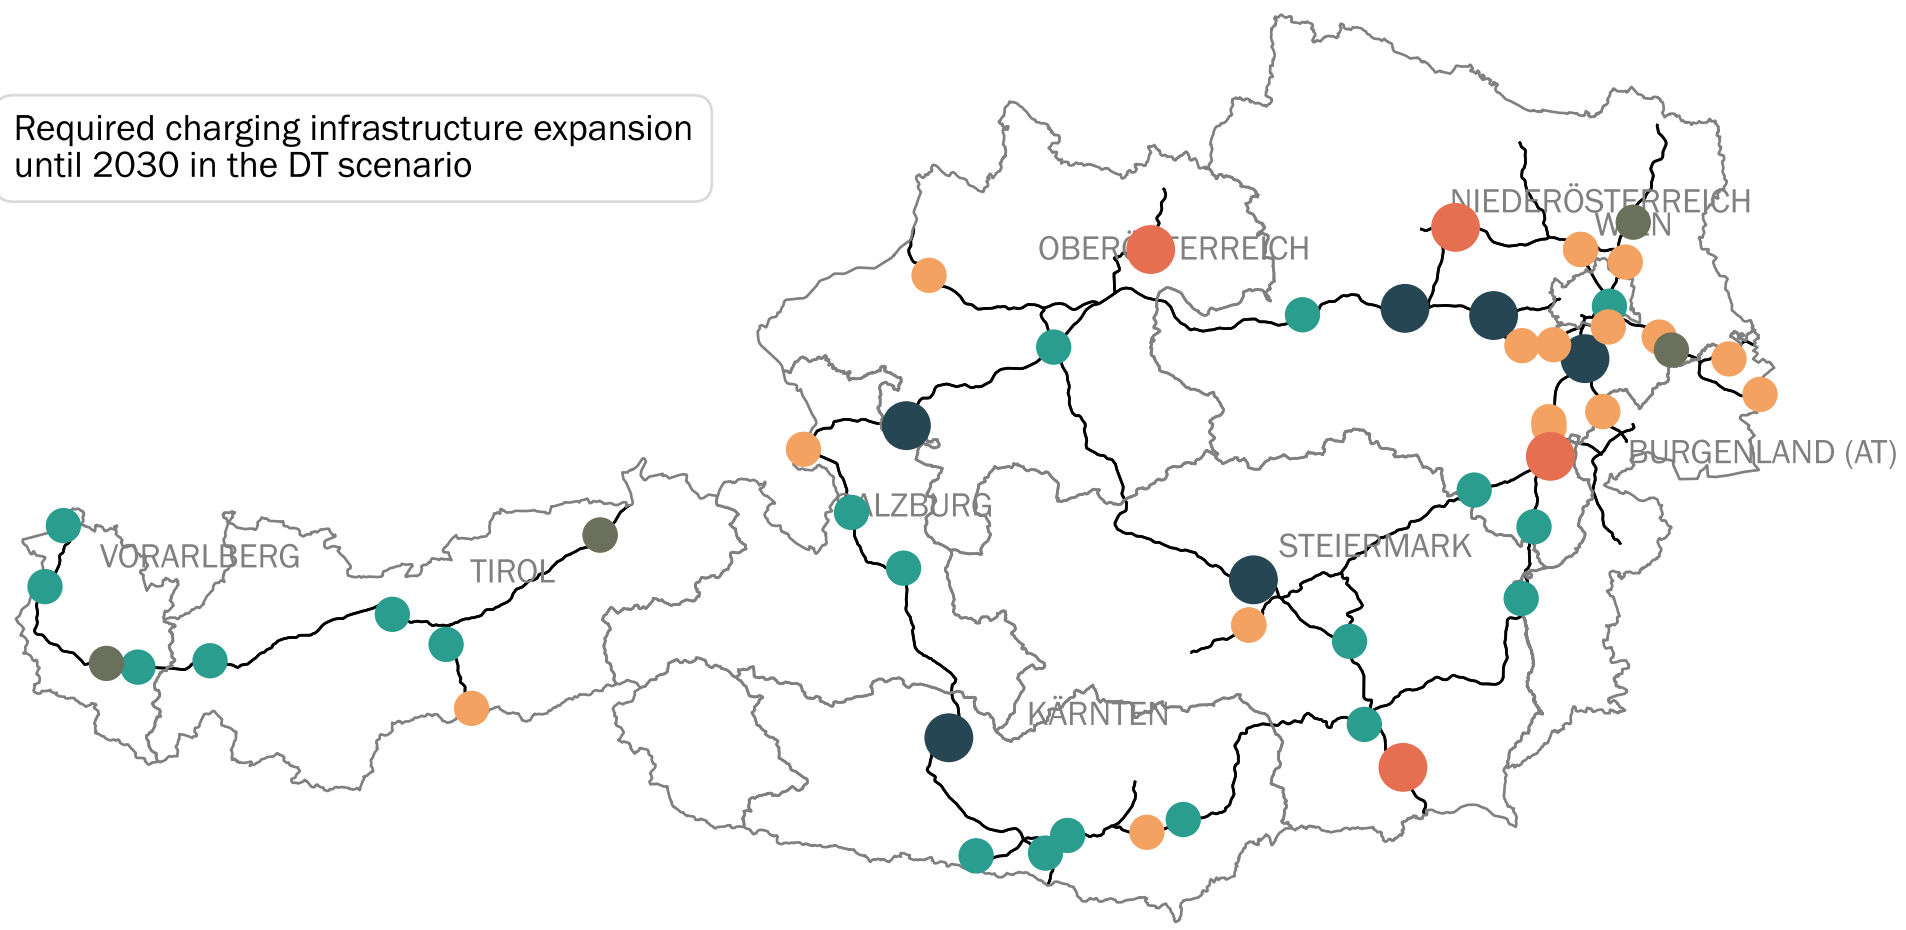 Required charging infrastructure expansion
until 2030 in the DT scenario
NIEDERÖSTERREICH
WIEN
OBERÖSTERREICH
BURGENLAND (AT)
SALZBURG
STEIERMARK
VORARLBERG
TIROL
KÄRNTEN